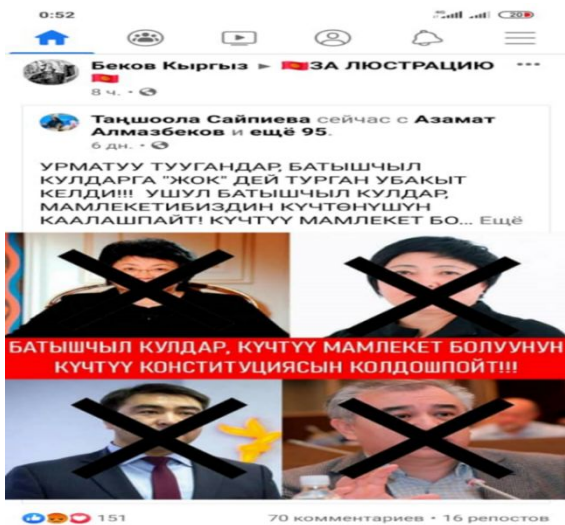 0:52
20
Беков Кыргыз ► 🇰🇬ЗА ЛЮСТРАЦИЮ
🇰🇬
8 ч. •
Таңшоола Сайпиева сейчас с Азамат
Алмазбеков и ещё 95.
6 дн. •
УРМАТУУ ТУУГАНДАР, БАТЫШЧЫЛ
КУЛДАРГА "ЖОК" ДЕЙ ТУРГАН УБАКЫТ
КЕЛДИ!!! УШУЛ БАТЫШЧЫЛ КУЛДАР,
МАМЛЕКЕТИБИЗДИН КҮЧТӨНҮШҮН
КААЛАШПАЙТ! КҮЧТҮҮ МАМЛЕКЕТ БО... Ещё
БАТЫШЧЫЛ КУЛДАР, КҮЧТҮҮ МАМЛЕКЕТ БОЛУУНУН
КҮЧТҮҮ КОНСТИТУЦИЯСЫН КОЛДОШПОЙТ!!!
151
70 комментариев • 16 репостов